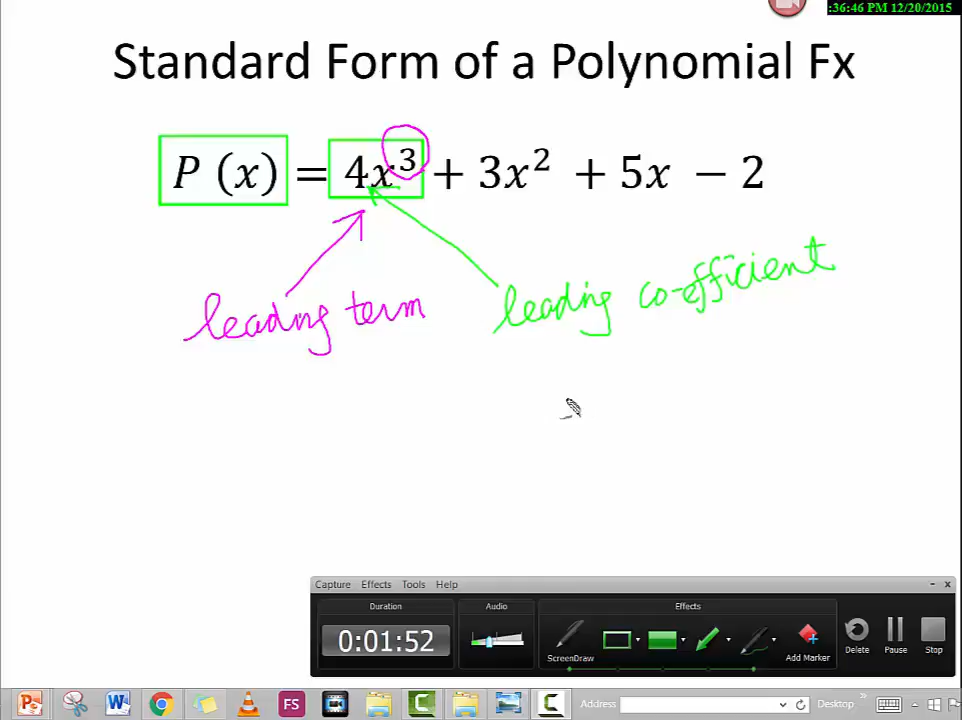 :36:46 PM 12/20/2015
Standard Form of a Polynomial Fx
P (x) = 4x³ + 3x² + 5x − 2
leading term
leading co-efficient
Capture Effects Tools Help
Duration Audio Effects
0:01:52
ScreenDraw Add Marker Delete Pause Stop
Address Desktop